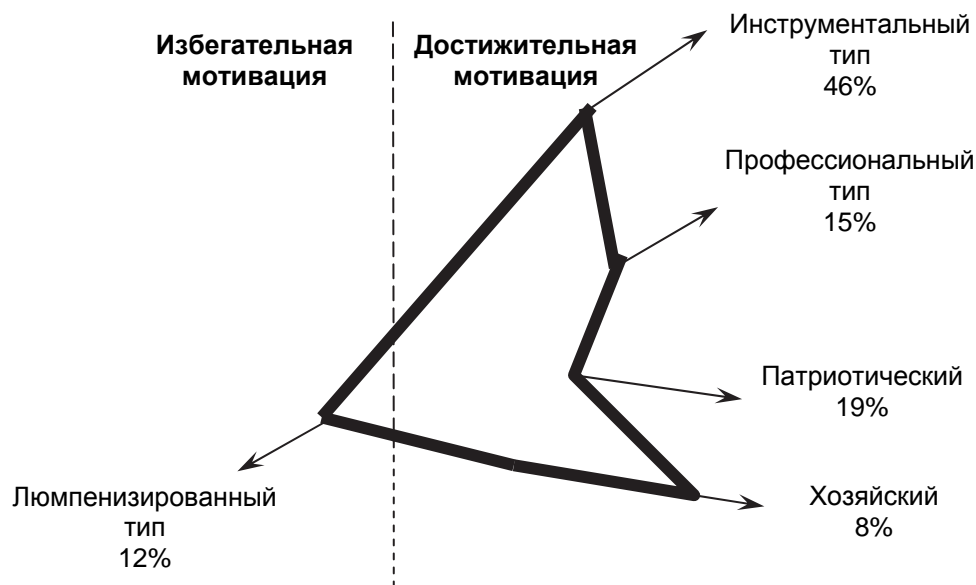 Избегательная
мотивация
Достижительная
мотивация
Инструментальный
тип
46%
Профессиональный
тип
15%
Патриотический
19%
Хозяйский
8%
Люмпенизированный
тип
12%